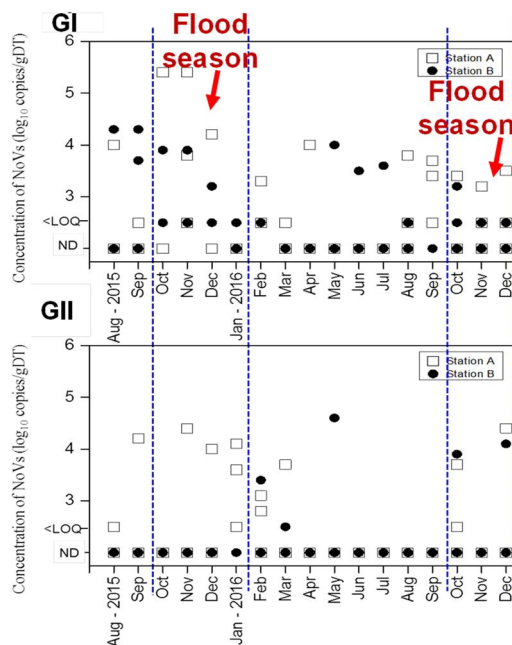 GI
Flood
season
Station A
Station B
Flood
season
Concentration of NoVs (log10 copies/gDT)
6
5
4
3
<LOQ
ND
Aug - 2015
Sep
Oct
Nov
Dec
Jan - 2016
Feb
Mar
Apr
May
Jun
Jul
Aug
Sep
Oct
Nov
Dec
GII
Station A
Station B
Concentration of NoVs (log10 copies/gDT)
6
5
4
3
<LOQ
ND
Aug - 2015
Sep
Oct
Nov
Dec
Jan - 2016
Feb
Mar
Apr
May
Jun
Jul
Aug
Sep
Oct
Nov
Dec